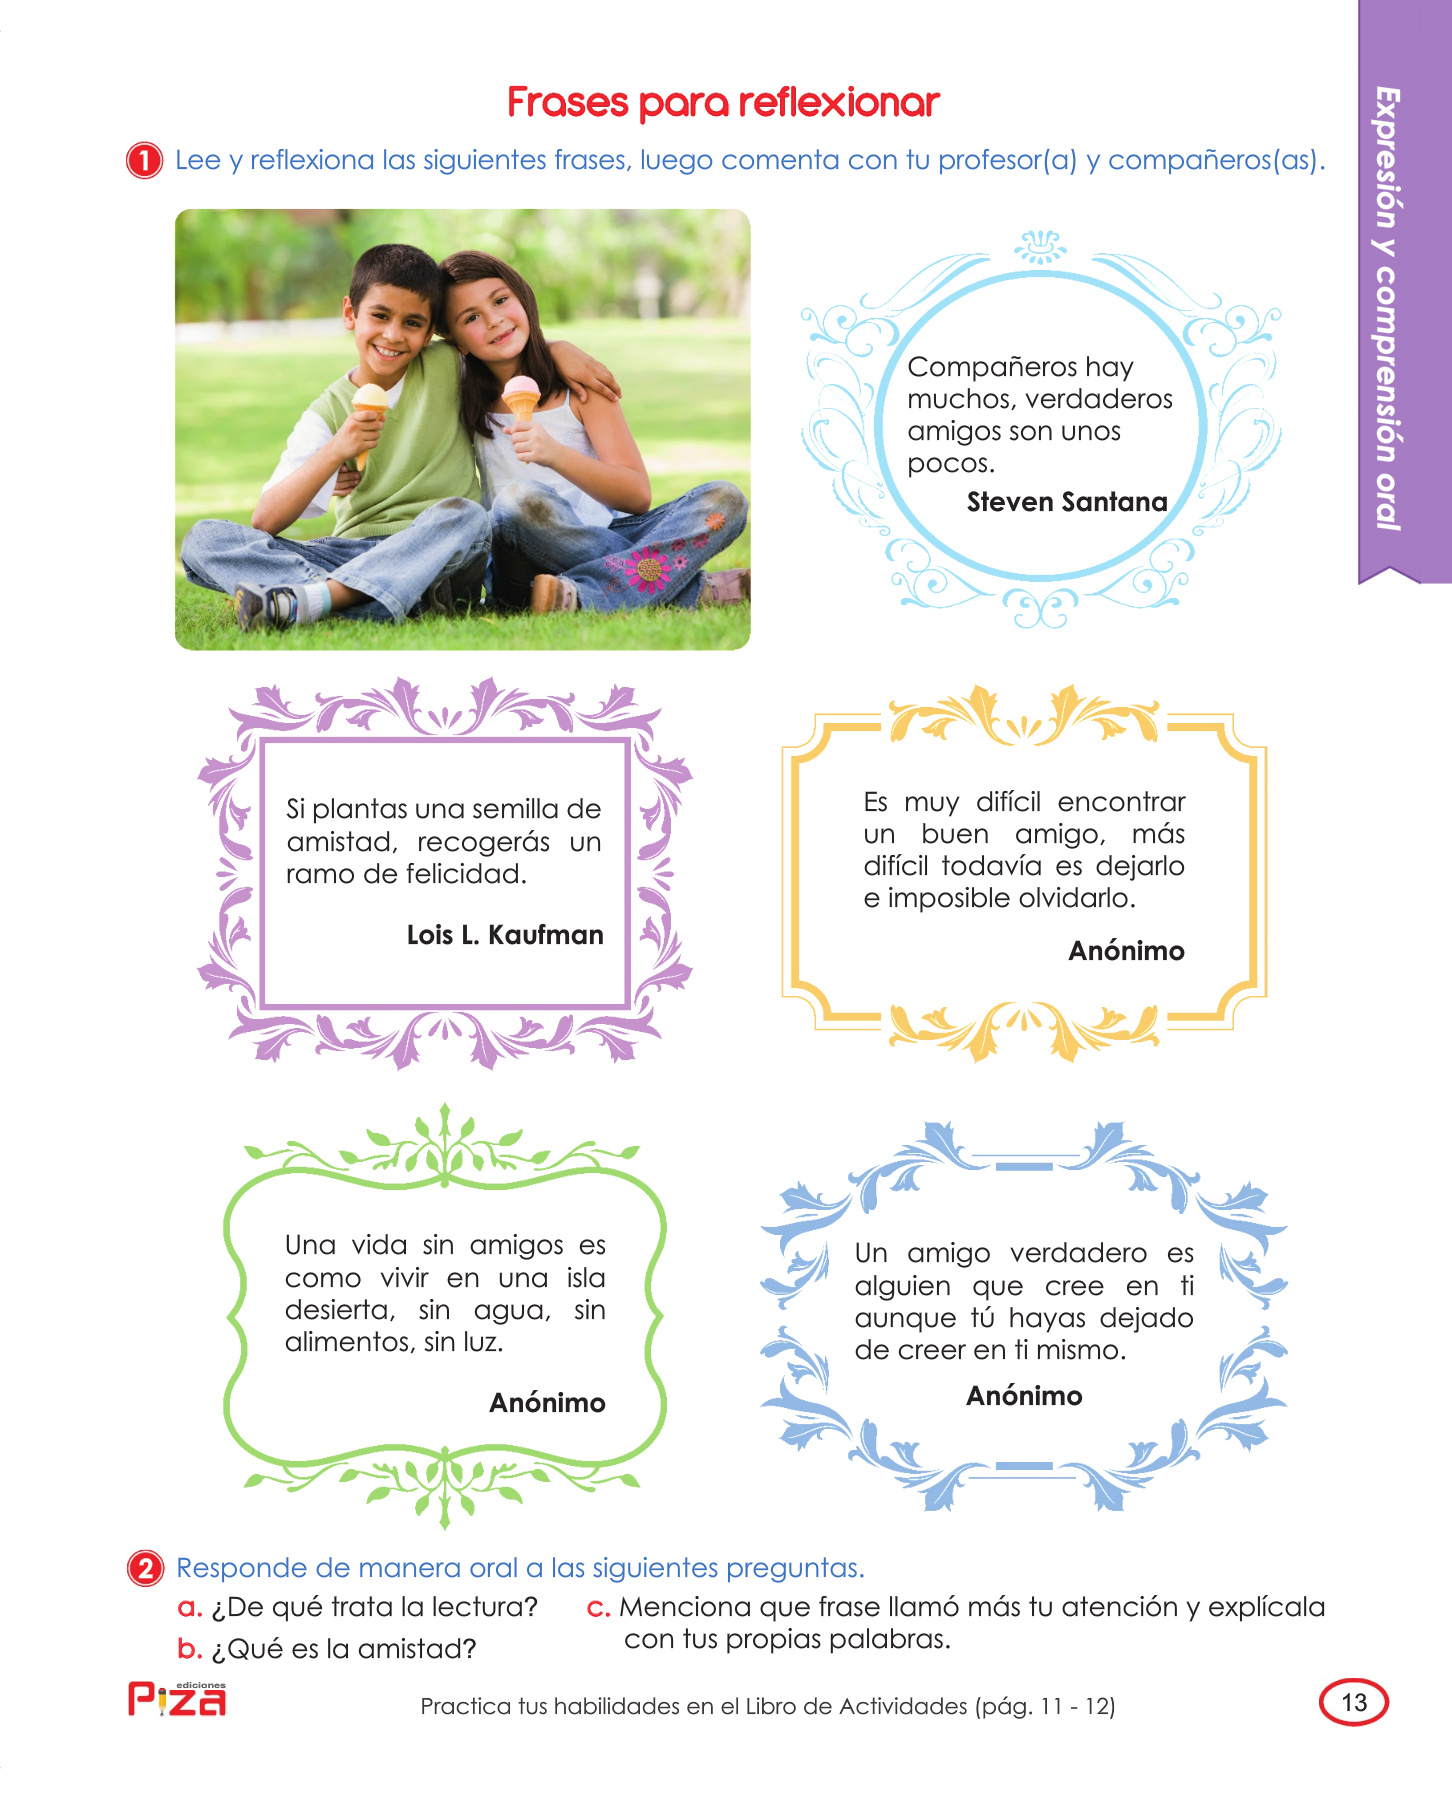 Expresión y comprensión oral
Frases para reflexionar
1 Lee y reflexiona las siguientes frases, luego comenta con tu profesor(a) y compañeros(as).
Compañeros hay
muchos, verdaderos
amigos son unos
pocos.
Steven Santana
Si plantas una semilla de
amistad, recogerás un
ramo de felicidad.
Lois L. Kaufman
Es muy difícil encontrar
un buen amigo, más
difícil todavía es dejarlo
e imposible olvidarlo.
Anónimo
Una vida sin amigos es
como vivir en una isla
desierta, sin agua, sin
alimentos, sin luz.
Anónimo
Un amigo verdadero es
alguien que cree en ti
aunque tú hayas dejado
de creer en ti mismo.
Anónimo
2 Responde de manera oral a las siguientes preguntas.
a. ¿De qué trata la lectura?
b. ¿Qué es la amistad?
c. Menciona que frase llamó más tu atención y explícala
con tus propias palabras.
ediciones
Piza
Practica tus habilidades en el Libro de Actividades (pág. 11 - 12)
13